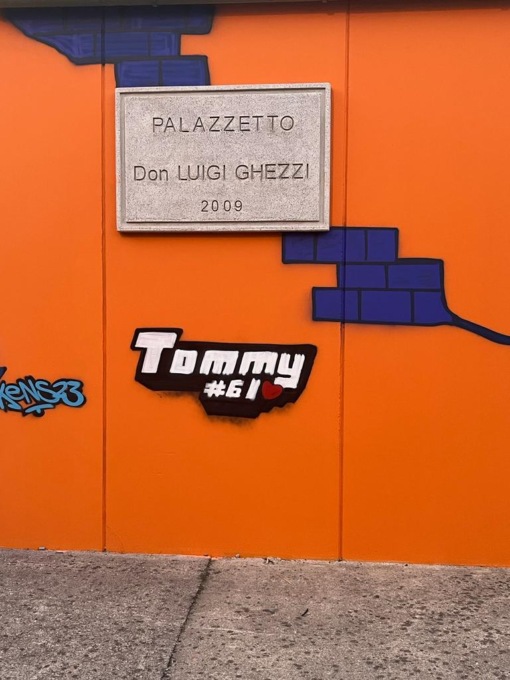 PALAZZETTO
Don LUIGI GHEZZI
2009
Tommy
#61